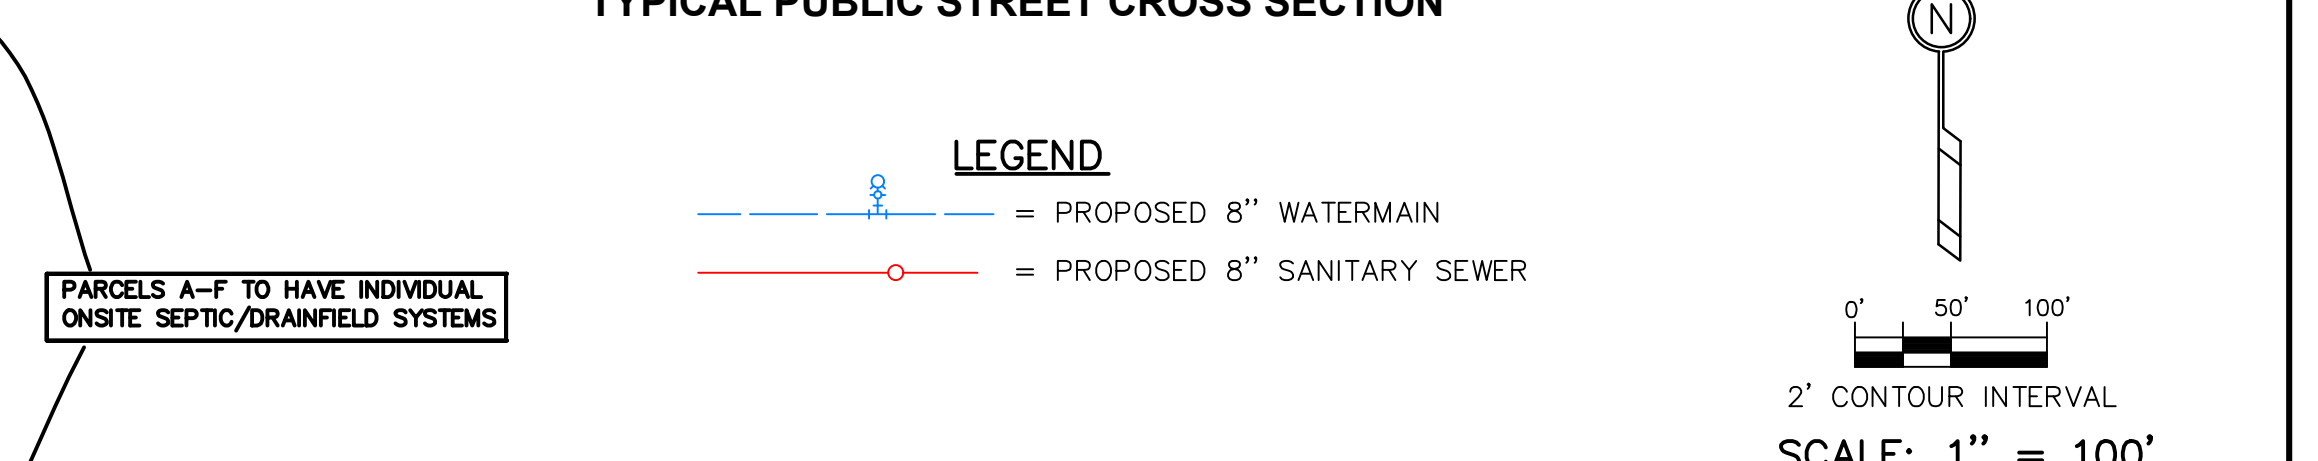 TYPICAL PUBLIC STREET CROSS SECTION
N
LEGEND
= PROPOSED 8'' WATERMAIN
= PROPOSED 8'' SANITARY SEWER
PARCELS A-F TO HAVE INDIVIDUAL
ONSITE SEPTIC/DRAINFIELD SYSTEMS
0' 50' 100'
2' CONTOUR INTERVAL
SCALE: 1'' = 100'